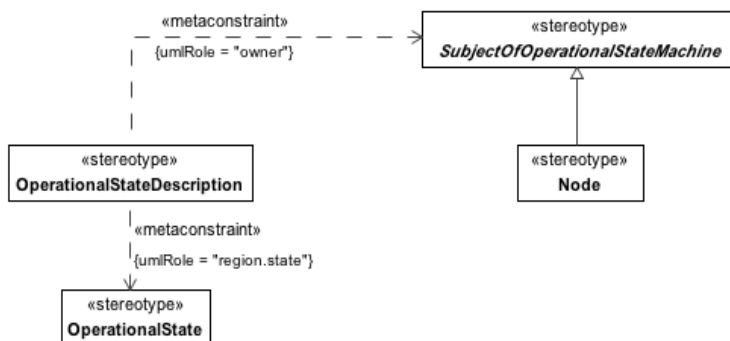 «metaconstraint»
{umlRole = "owner"}
«stereotype»
SubjectOfOperationalStateMachine
«stereotype»
OperationalStateDescription
«stereotype»
Node
«metaconstraint»
{umlRole = "region.state"}
«stereotype»
OperationalState